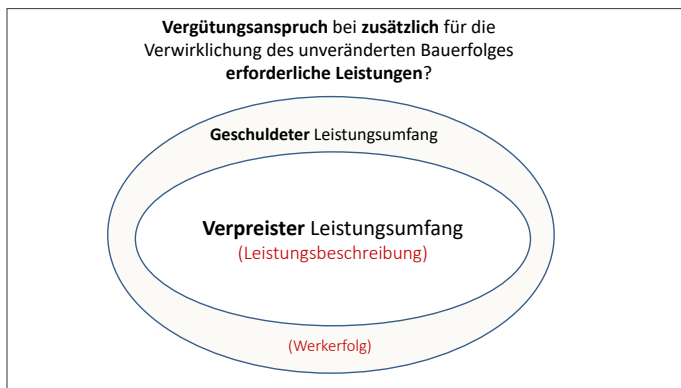 Vergütungsanspruch bei zusätzlich für die
Verwirklichung des unveränderten Bauerfolges
erforderliche Leistungen?
Geschuldeter Leistungsumfang
Verpreister Leistungsumfang
(Leistungsbeschreibung)
(Werkerfolg)